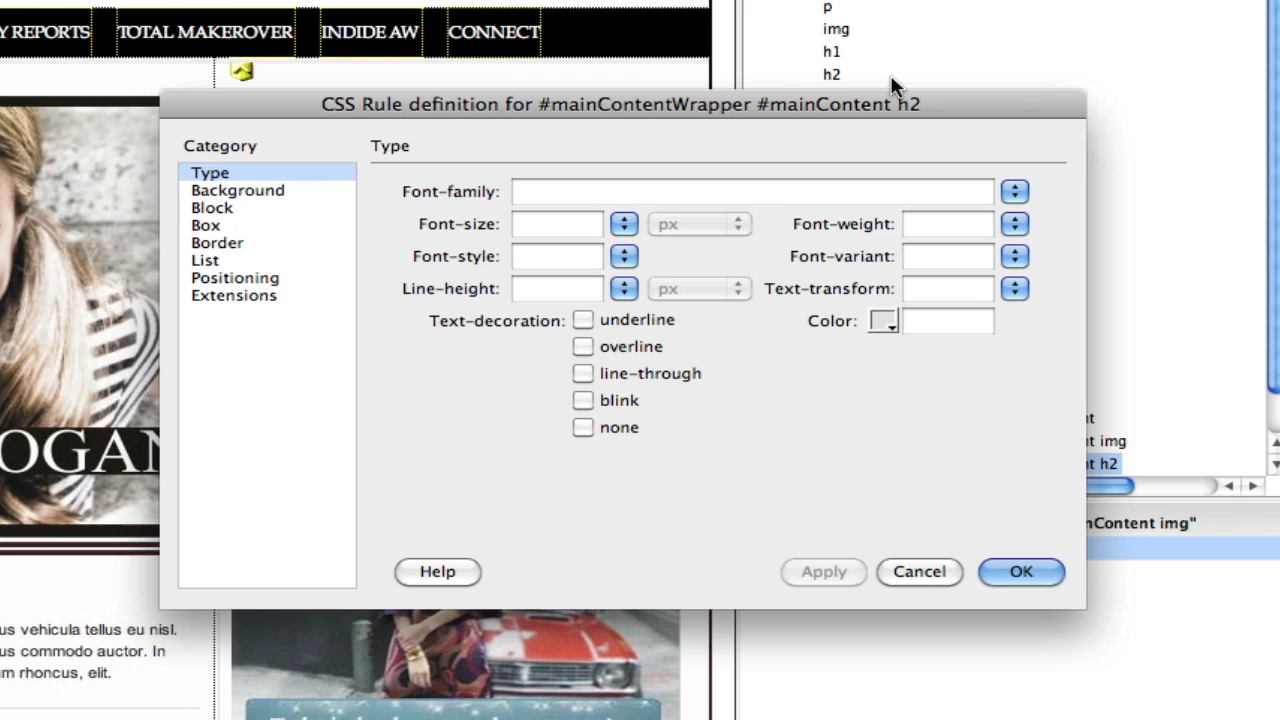 Y REPORTS TOTAL MAKEOVER INDIDE AW CONNECT
p
img
h1
h2
CSS Rule definition for #mainContentWrapper #mainContent h2
Category
Type
Background
Block
Box
Border
List
Positioning
Extensions
Type
Font-family:
Font-size: px Font-weight:
Font-style: Font-variant:
Line-height: px Text-transform:
Text-decoration: underline Color:
overline
line-through
blink
none
Help Apply Cancel OK
nt
nt img
nt h2
nContent img"
OGAN
us vehicula tellus eu nisl.
us commodo auctor. In
m rhoncus, elit.